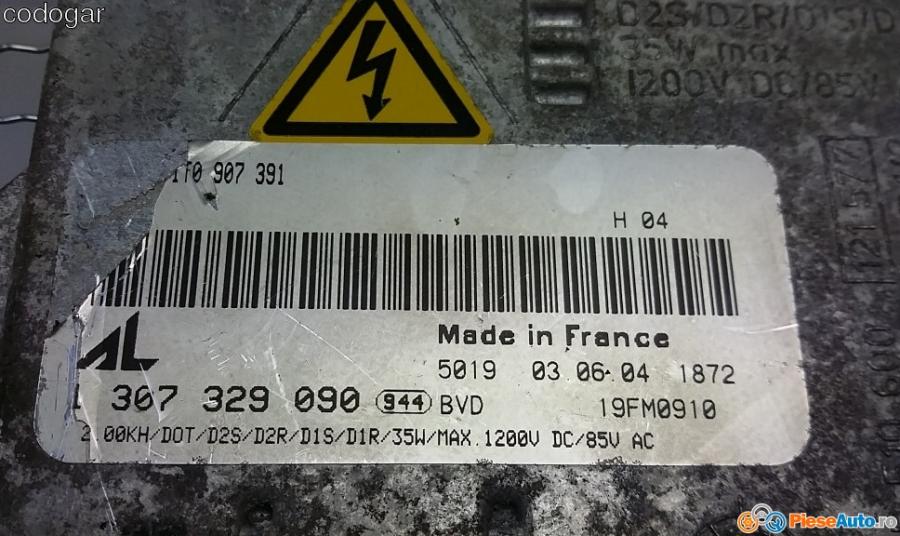 codogar
D2S/D2R/D1S/D
35W max
1200V DC/85V
1T0 907 391
H 04
AL
Made in France
5019 03.06.04 1872
307 329 090 944 BVD 19FM0910
00KH/DOT/D2S/D2R/D1S/D1R/35W/MAX.1200V DC/85V AC
PieseAuto.ro